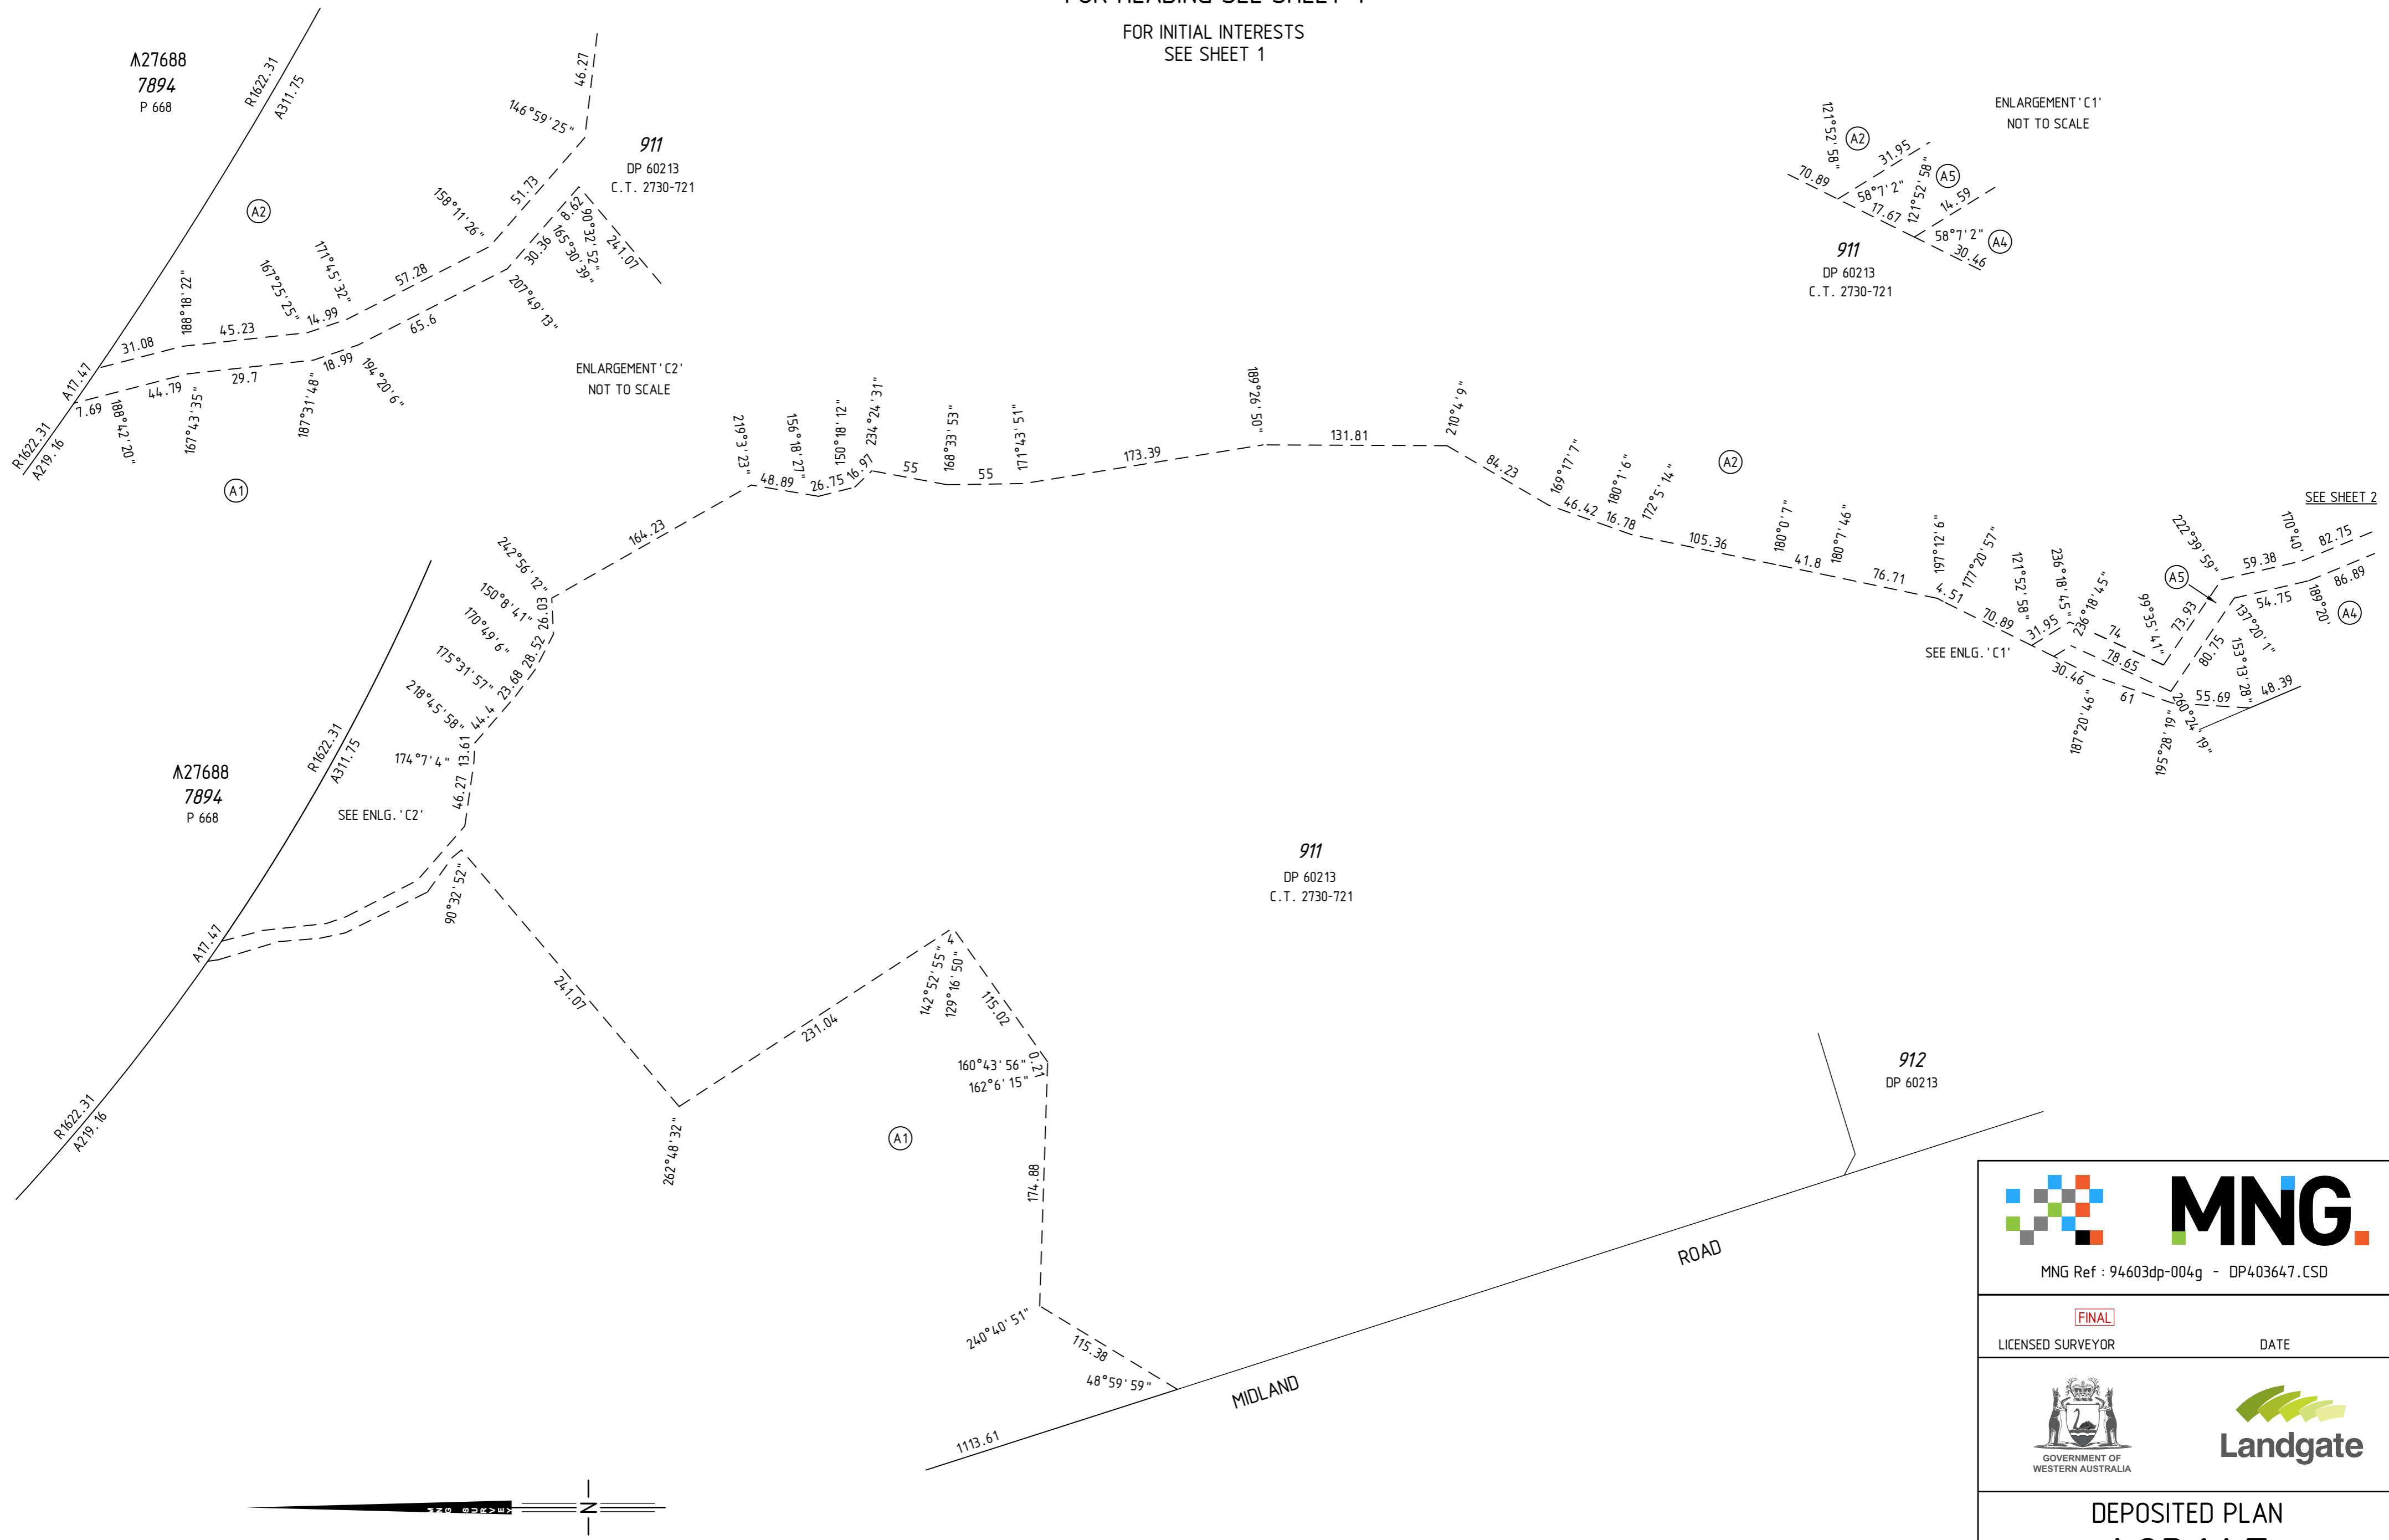 FOR INITIAL INTERESTS
SEE SHEET 1
A27688
7894
P 668
R1622.31
A311.75
A2
146°59'25"
46.27
911
DP 60213
C.T. 2730-721
51.73
158°11'26"
8.62
90°32'52"
165°30'39"
241.07
30.36
207°49'13"
171°45'32"
167°25'25"
188°18'22"
57.28
14.99
45.23
31.08
65.6
18.99
29.7
44.79
7.69
A17.47
R1622.31
A219.16
188°42'20"
167°43'35"
187°31'48"
194°20'6"
A1
ENLARGEMENT 'C2'
NOT TO SCALE
ENLARGEMENT 'C1'
NOT TO SCALE
121°52'58"
A2
70.89
31.95
58°7'2"
17.67
121°52'58"
A5
14.59
58°7'2"
A4
30.46
911
DP 60213
C.T. 2730-721
219°3'23"
156°18'27"
150°18'12"
234°24'31"
168°33'53"
171°43'51"
189°26'50"
210°4'9"
164.23
48.89
26.75
16.97
55
55
173.39
131.81
84.23
169°17'7"
46.42
180°1'6"
16.78
172°5'14"
A2
105.36
180°0'7"
41.8
180°7'46"
76.71
197°12'6"
4.51
177°20'57"
70.89
121°52'58"
31.95
236°18'45"
236°18'45"
74
99°35'41"
73.93
222°39'59"
59.38
170°40'
82.75
SEE SHEET 2
A5
54.75
86.89
189°20'
A4
137°20'1"
80.75
78.65
153°13'28"
48.39
55.69
260°24'19"
195°28'19"
61
187°20'46"
30.46
SEE ENLG. 'C1'
242°56'12"
26.03
150°8'41"
28.52
170°49'6"
23.68
175°31'57"
44.4
218°45'58"
13.61
174°7'4"
46.27
R1622.31
A311.75
A27688
7894
P 668
SEE ENLG. 'C2'
90°32'52"
A17.47
R1622.31
A219.16
241.07
262°48'32"
231.04
4
142°52'55"
129°16'50"
115.02
160°43'56"
0.21
162°6'15"
A1
174.88
240°40'51"
115.38
48°59'59"
1113.61
MIDLAND
ROAD
911
DP 60213
C.T. 2730-721
912
DP 60213
MNG SURVEY
N
MNG.
MNG Ref : 94603dp-004g - DP403647.CSD
FINAL
LICENSED SURVEYOR
DATE
GOVERNMENT OF
WESTERN AUSTRALIA
Landgate
DEPOSITED PLAN